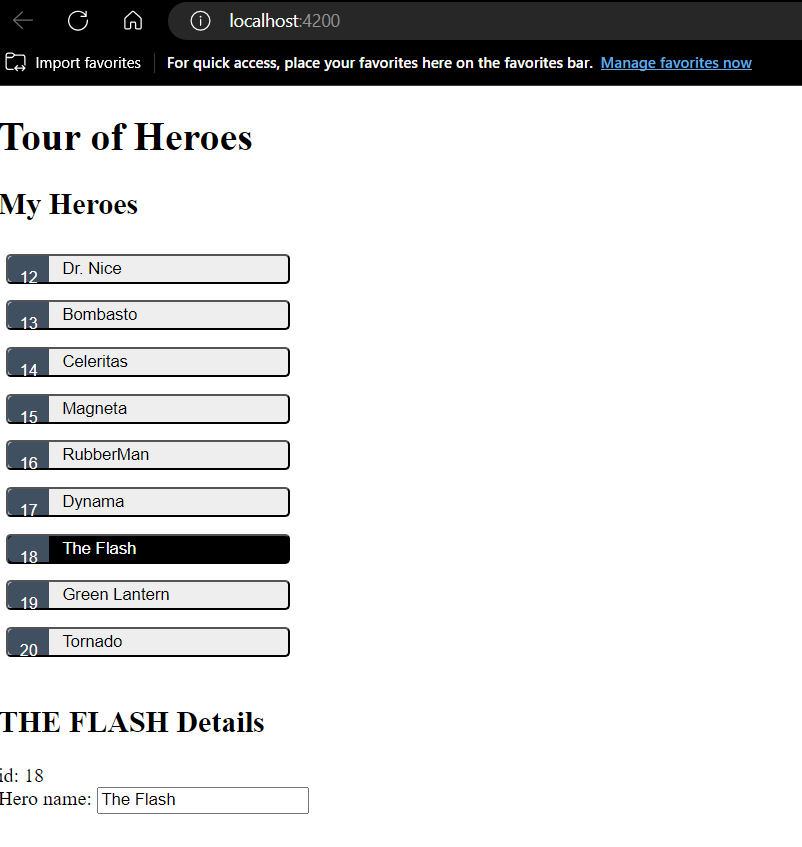 localhost:4200
Import favorites For quick access, place your favorites here on the favorites bar. Manage favorites now
Tour of Heroes
My Heroes
12 Dr. Nice
13 Bombasto
14 Celeritas
15 Magneta
16 RubberMan
17 Dynama
18 The Flash
19 Green Lantern
20 Tornado
THE FLASH Details
id: 18
Hero name: The Flash